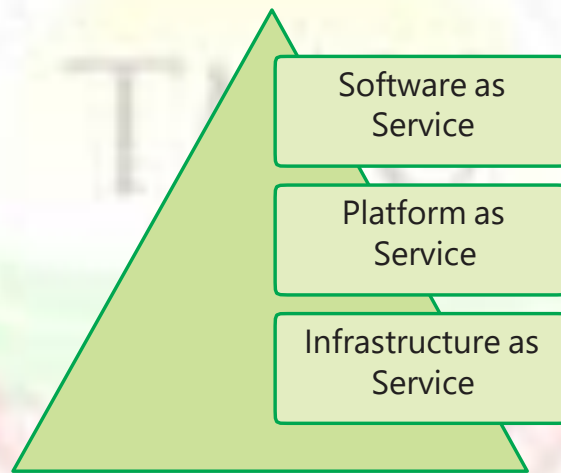 Software as
Service
Platform as
Service
Infrastructure as
Service